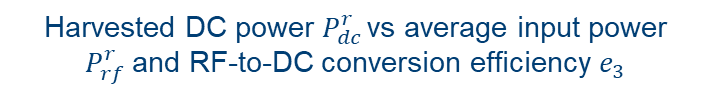 Harvested DC power $P_{dc}^{r}$ vs average input power
$P_{rf}^{r}$ and RF-to-DC conversion efficiency $e_3$